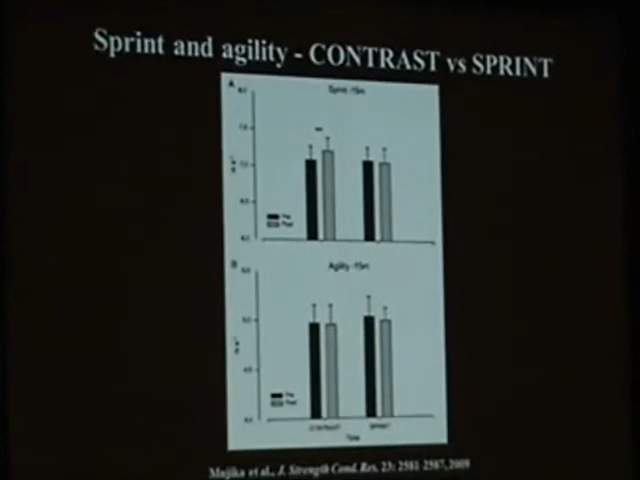 Sprint and agility - CONTRAST vs SPRINT
A
Sprint -15m
Pre
Post
B
Agility -15m
Pre
Post
CONTRAST SPRINT
Time
Mujika et al., J. Strength Cond. Res. 23: 2581-2587, 2009